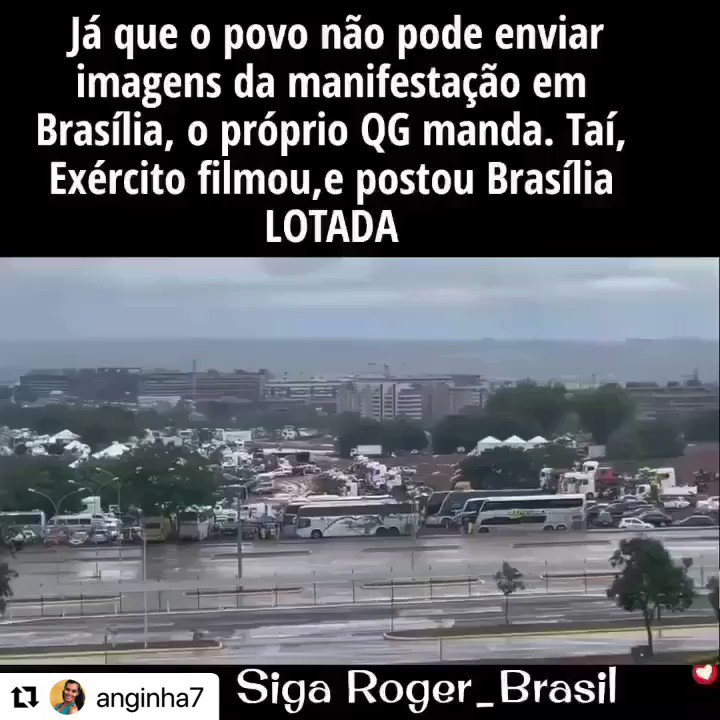 Já que o povo não pode enviar
imagens da manifestação em
Brasília, o próprio QG manda. Taí,
Exército filmou,e postou Brasília
LOTADA
anginha7
Siga Roger_Brasil